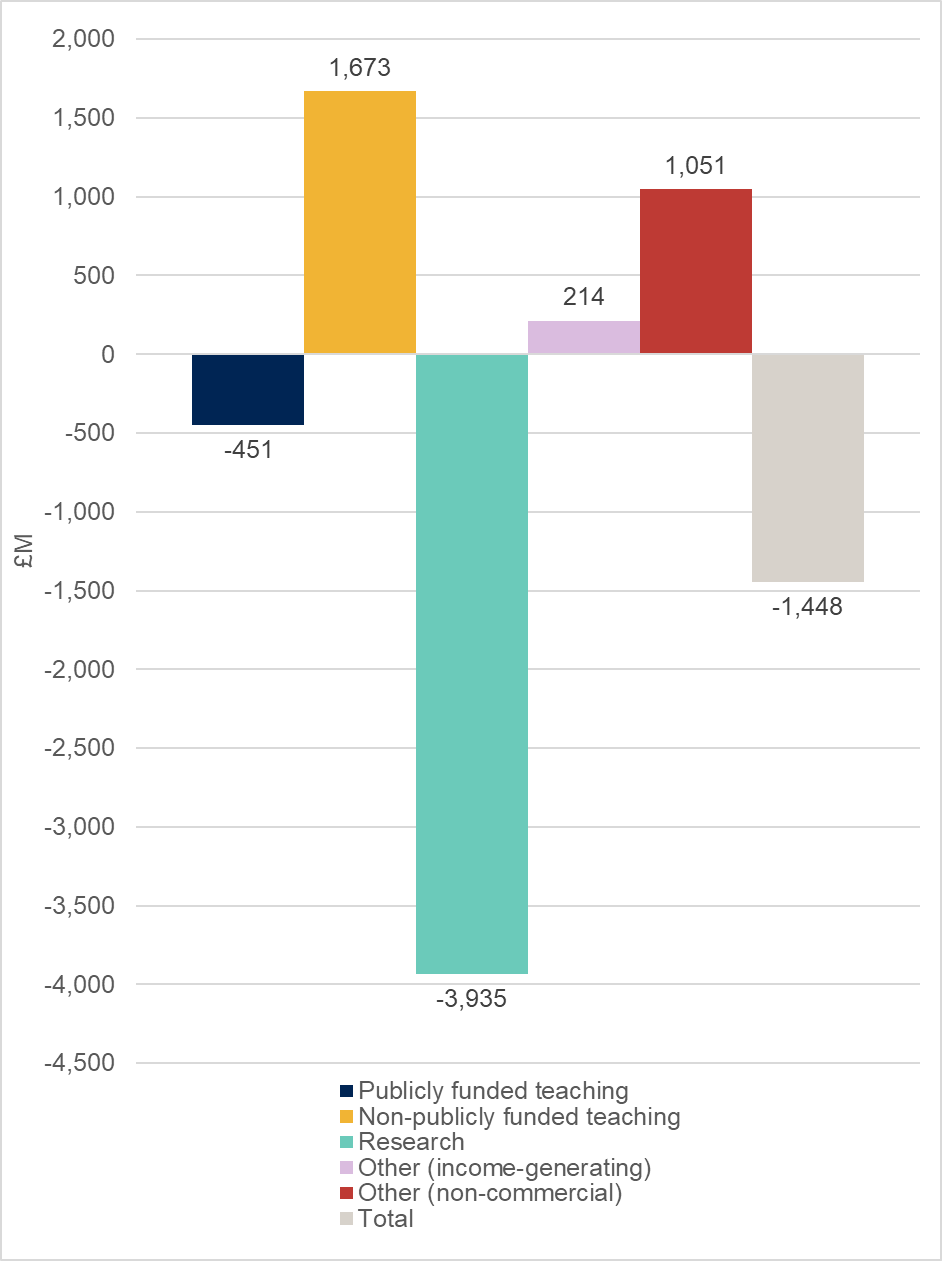 2,000
1,673
1,500
1,051
1,000
500
214
0
-500
-451
-1,000
£M
-1,500
-1,448
-2,000
-2,500
-3,000
-3,500
-4,000
-3,935
-4,500
Publicly funded teaching
Non-publicly funded teaching
Research
Other (income-generating)
Other (non-commercial)
Total